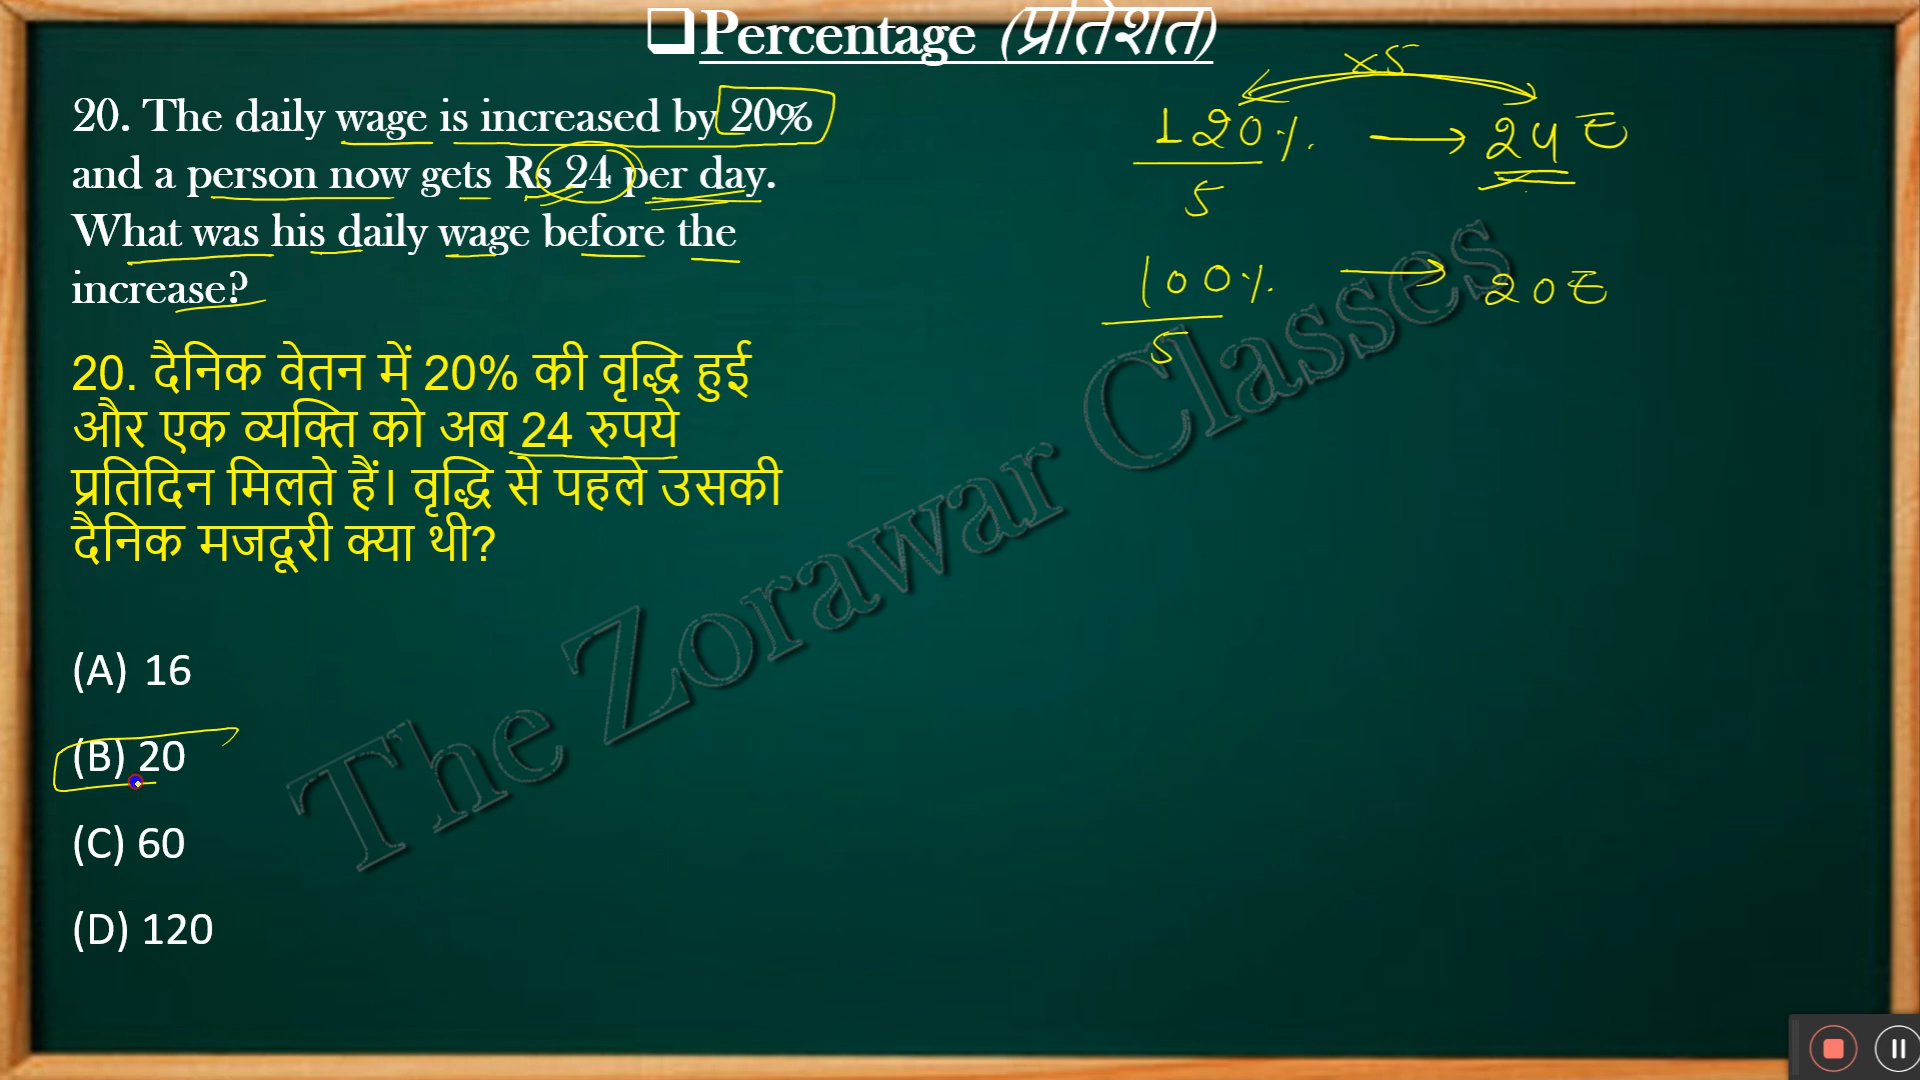 ❑Percentage (प्रतिशत)
20. The daily wage is increased by 20%
and a person now gets Rs 24 per day.
What was his daily wage before the
increase?
20. दैनिक वेतन में 20% की वृद्धि हुई
और एक व्यक्ति को अब 24 रुपये
प्रतिदिन मिलते हैं। वृद्धि से पहले उसकी
दैनिक मजदूरी क्या थी?
(A) 16
(B) 20
(C) 60
(D) 120
×5
120% → 24 ₹
5
100% → 20 ₹
5
The Zorawar Classes